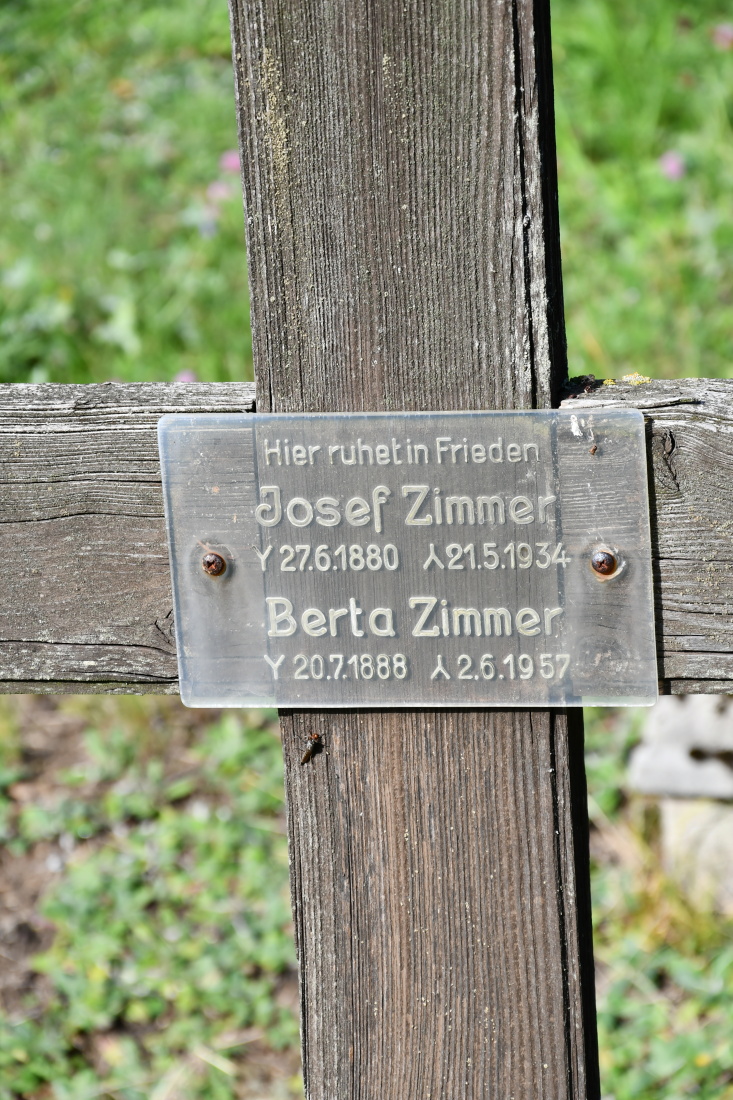 Hier ruhet in Frieden
Josef Zimmer
ᛉ 27.6.1880 ᛣ 21.5.1934
Berta Zimmer
ᛉ 20.7.1888 ᛣ 2.6.1957